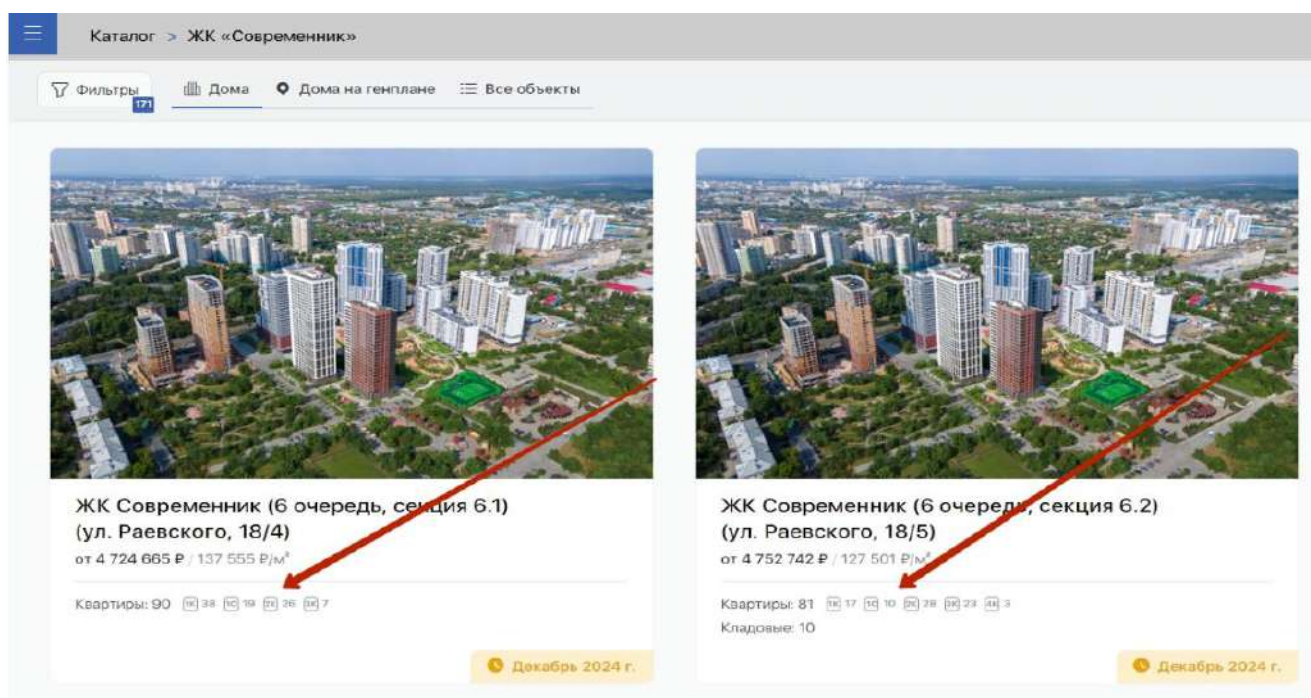 Каталог > ЖК «Современник»
Фильтры
171
Дома
Дома на генплане
Все объекты
ЖК Современник (6 очередь, секция 6.1)
(ул. Раевского, 18/4)
от 4 724 665 ₽ / 137 555 ₽/м²
Квартиры: 90 1К 38 1С 19 2К 26 3К 7
Декабрь 2024 г.
ЖК Современник (6 очередь, секция 6.2)
(ул. Раевского, 18/5)
от 4 752 742 ₽ / 127 501 ₽/м²
Квартиры: 81 1К 17 1С 10 2К 28 3К 23 4К 3
Кладовые: 10
Декабрь 2024 г.